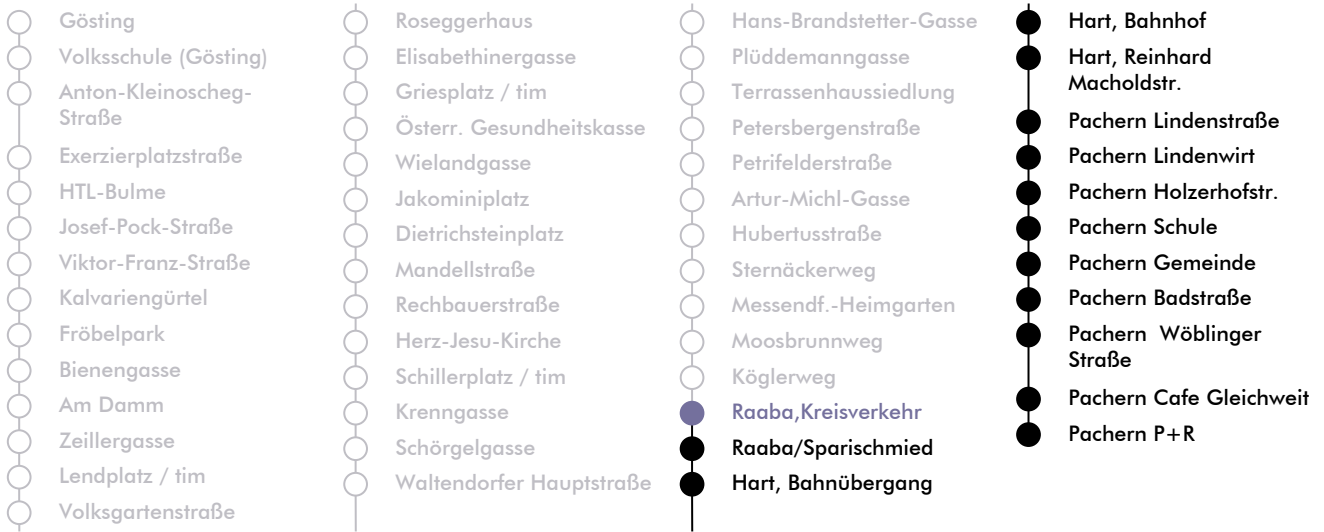 Gösting
Volksschule (Gösting)
Anton-Kleinoscheg-
Straße
Exerzierplatzstraße
HTL-Bulme
Josef-Pock-Straße
Viktor-Franz-Straße
Kalvariengürtel
Fröbelpark
Bienengasse
Am Damm
Zeillergasse
Lendplatz / tim
Volksgartenstraße
Roseggerhaus
Elisabethinergasse
Griesplatz / tim
Österr. Gesundheitskasse
Wielandgasse
Jakominiplatz
Dietrichsteinplatz
Mandellstraße
Rechbauerstraße
Herz-Jesu-Kirche
Schillerplatz / tim
Krenngasse
Schörgelgasse
Waltendorfer Hauptstraße
Hans-Brandstetter-Gasse
Plüddemanngasse
Terrassenhaussiedlung
Petersbergenstraße
Petrifelderstraße
Artur-Michl-Gasse
Hubertusstraße
Sternäckerweg
Messendf.-Heimgarten
Moosbrunnweg
Köglerweg
Raaba,Kreisverkehr
Raaba/Sparischmied
Hart, Bahnübergang
Hart, Bahnhof
Hart, Reinhard
Macholdstr.
Pachern Lindenstraße
Pachern Lindenwirt
Pachern Holzerhofstr.
Pachern Schule
Pachern Gemeinde
Pachern Badstraße
Pachern  Wöblinger
Straße
Pachern Cafe Gleichweit
Pachern P+R